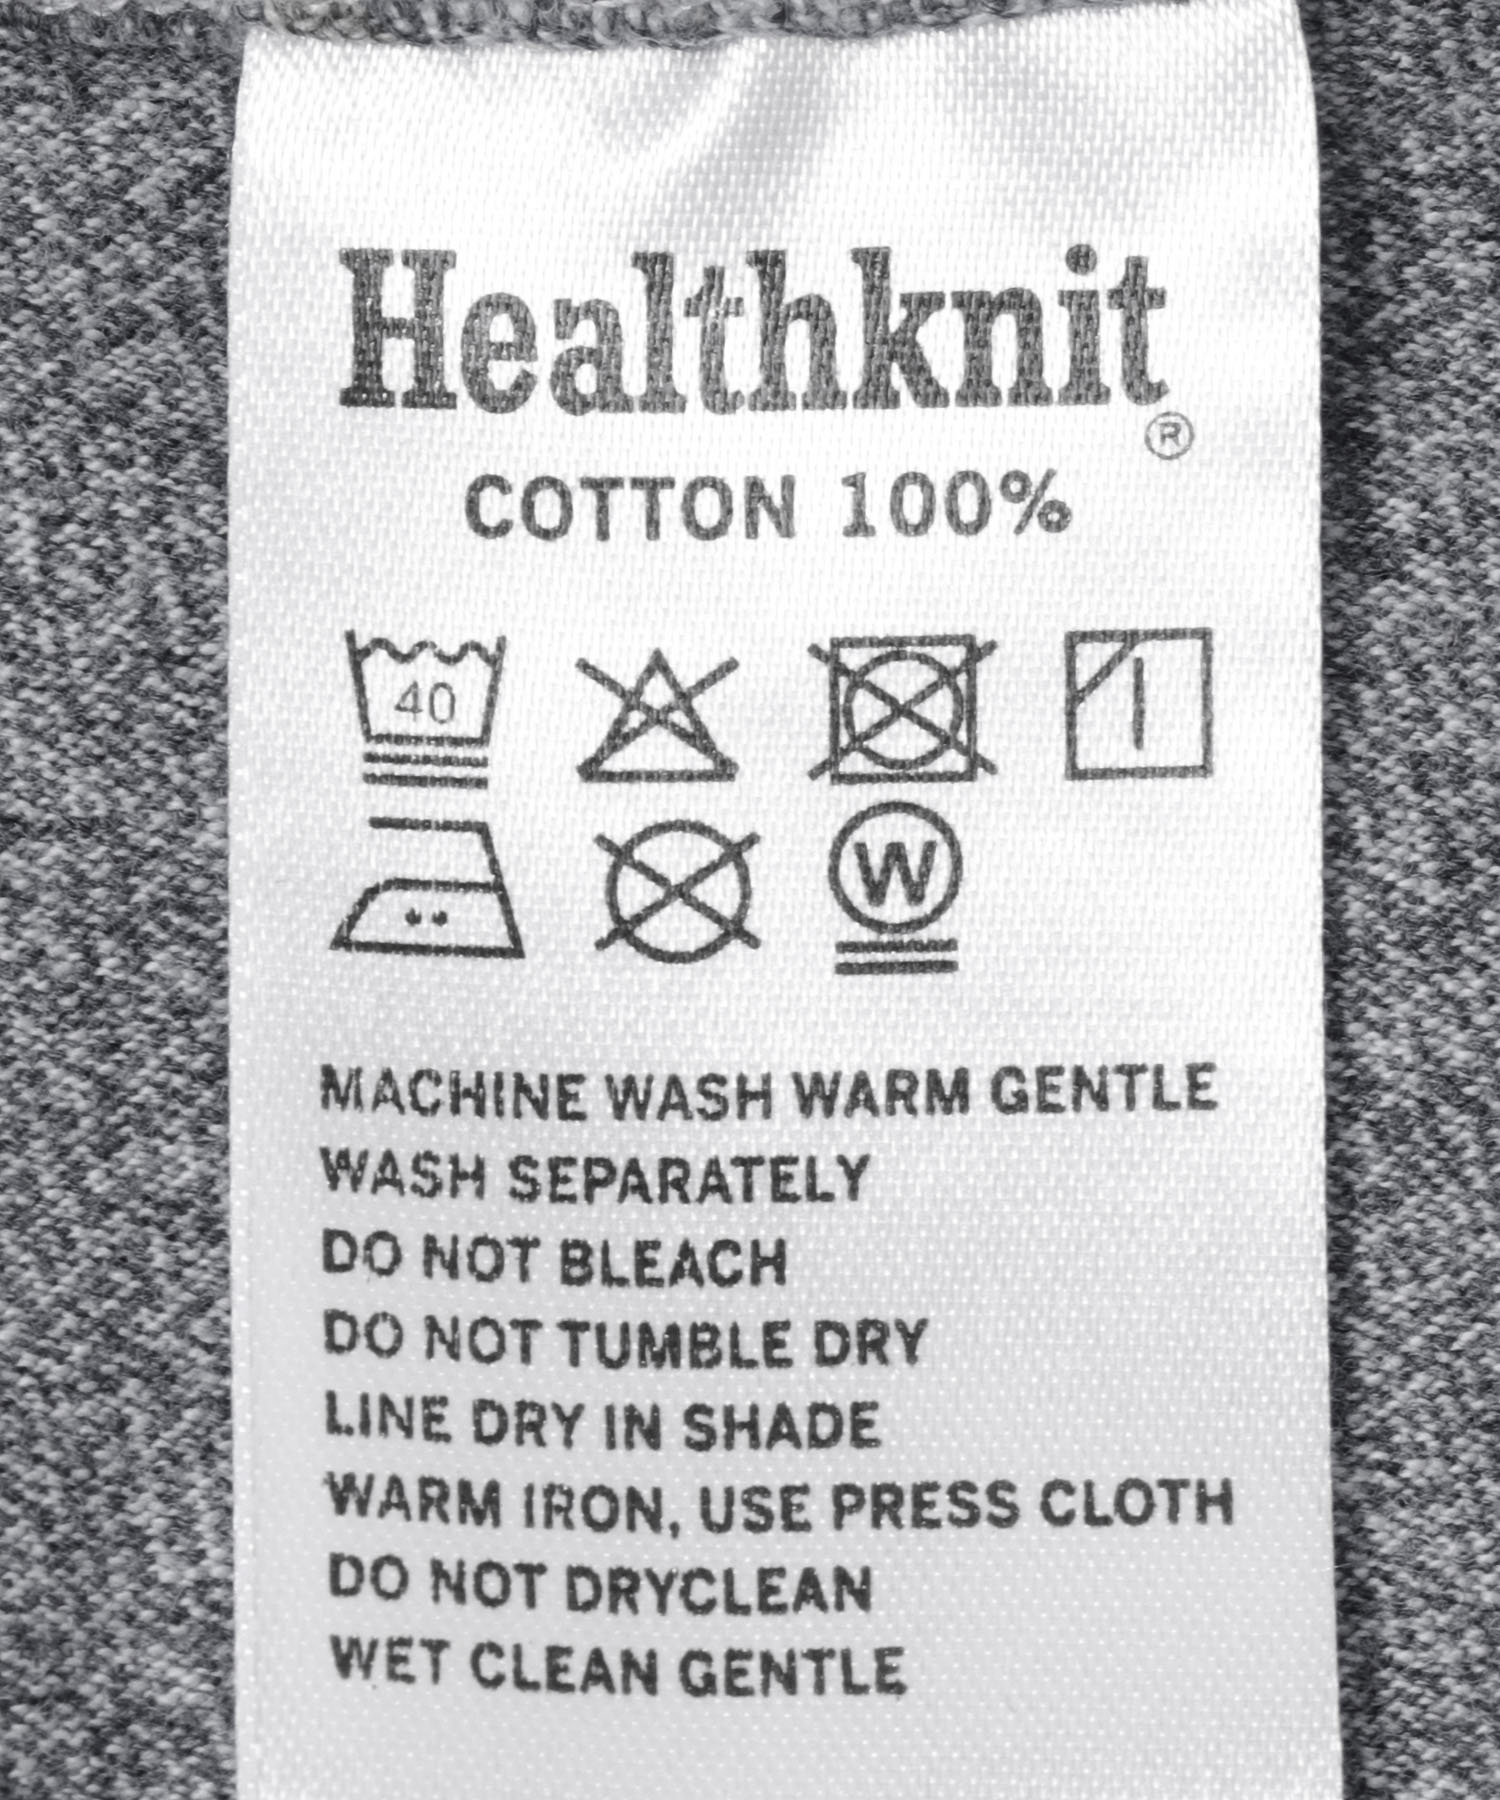 Healthknit
®
COTTON 100%
40
W
MACHINE WASH WARM GENTLE
WASH SEPARATELY
DO NOT BLEACH
DO NOT TUMBLE DRY
LINE DRY IN SHADE
WARM IRON, USE PRESS CLOTH
DO NOT DRYCLEAN
WET CLEAN GENTLE